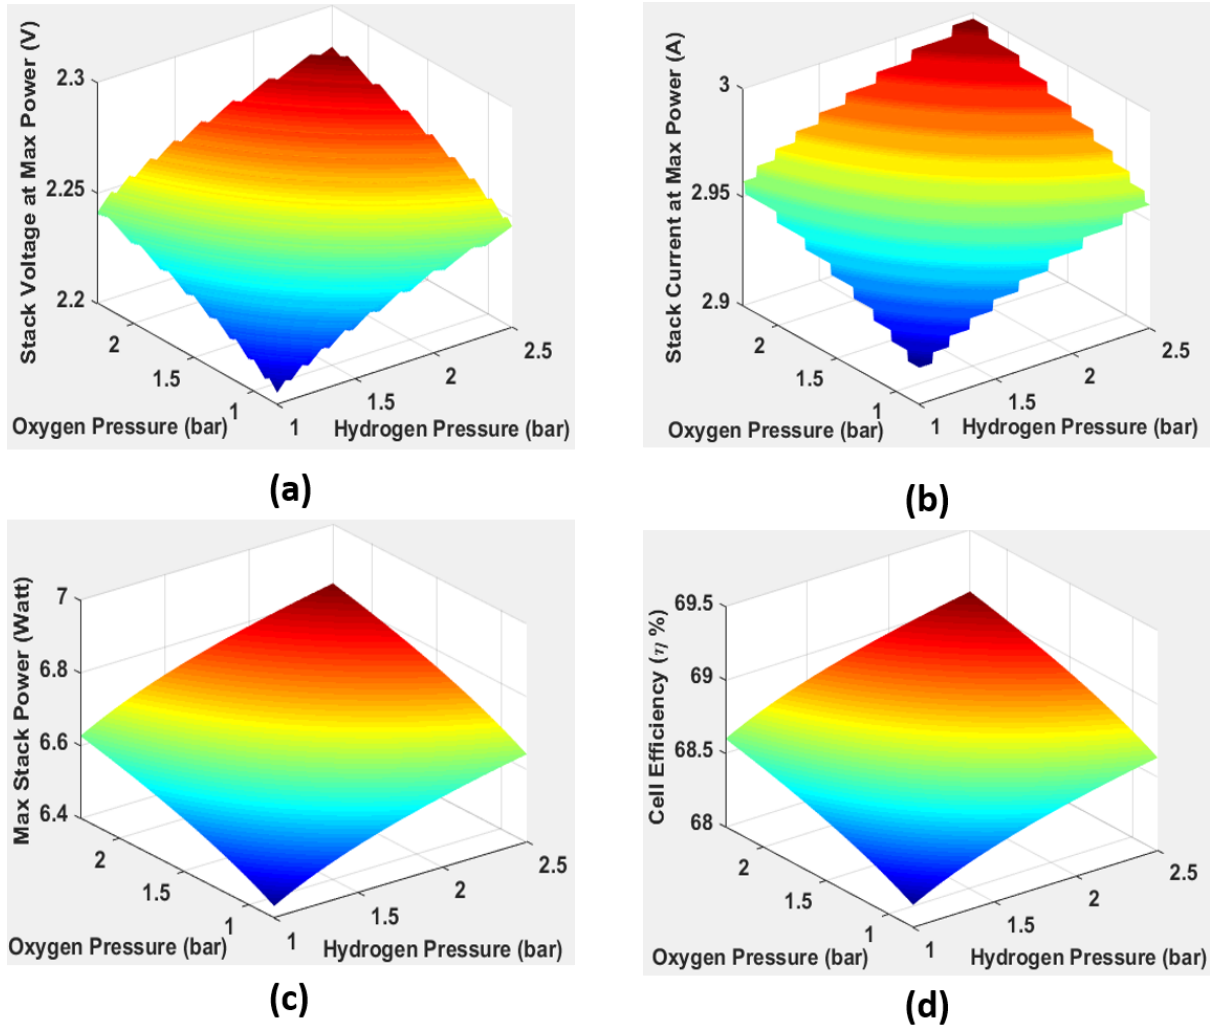 Stack Voltage at Max Power (V)
2.3
2.25
2.2
2
1.5
1
Oxygen Pressure (bar)
1
1.5
2
2.5
Hydrogen Pressure (bar)
(a)
Stack Current at Max Power (A)
3
2.95
2.9
2
1.5
1
Oxygen Pressure (bar)
1
1.5
2
2.5
Hydrogen Pressure (bar)
(b)
Max Stack Power (Watt)
7
6.8
6.6
6.4
2
1.5
1
Oxygen Pressure (bar)
1
1.5
2
2.5
Hydrogen Pressure (bar)
(c)
Cell Efficiency (η %)
69.5
69
68.5
68
2
1.5
1
Oxygen Pressure (bar)
1
1.5
2
2.5
Hydrogen Pressure (bar)
(d)